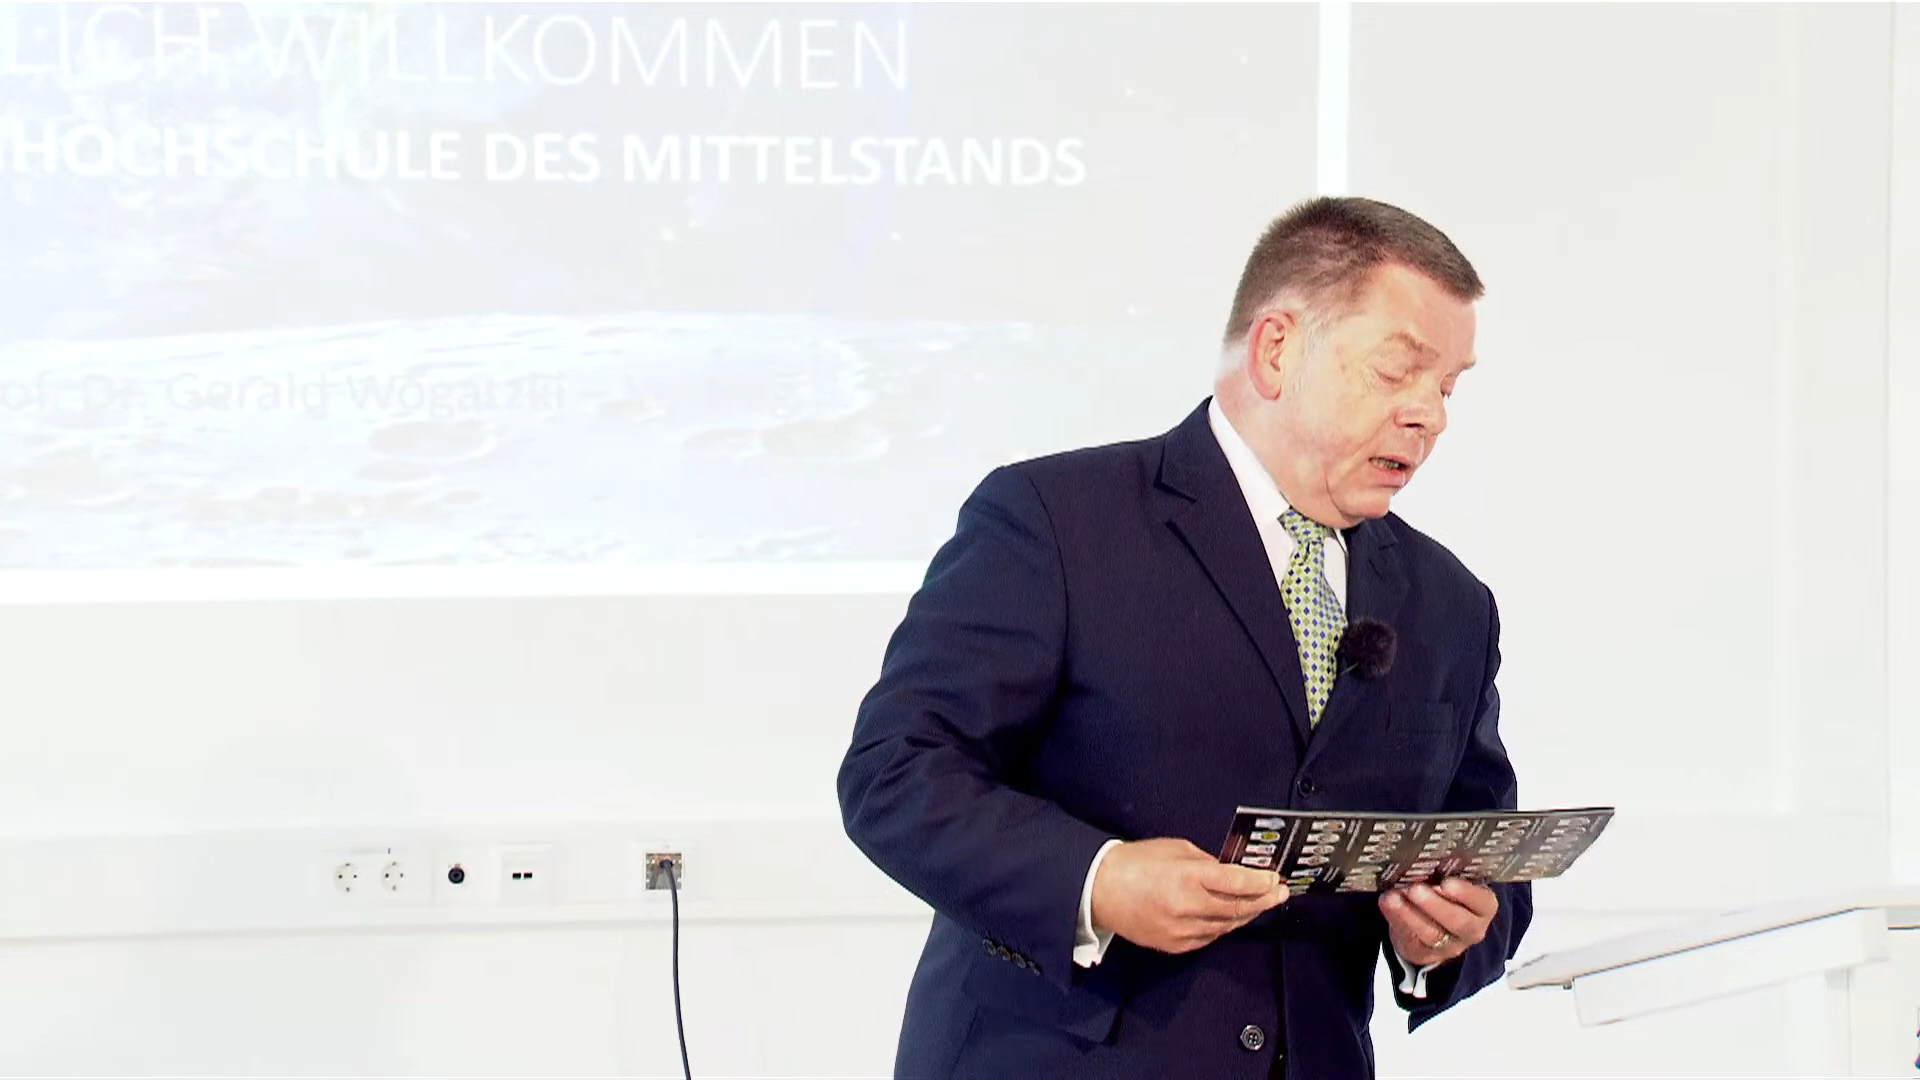 LICH WILLKOMMEN
HOCHSCHULE DES MITTELSTANDS
of. Dr. Gerald Wogatzki